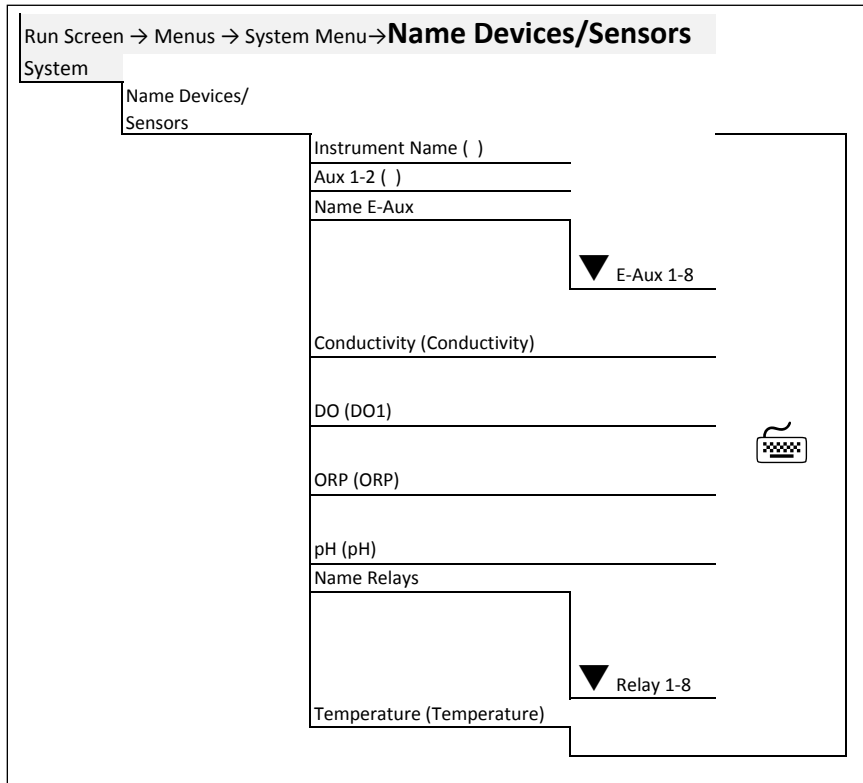 Run Screen → Menus → System Menu→Name Devices/Sensors
System
Name Devices/
Sensors
Instrument Name ( )
Aux 1-2 ( )
Name E-Aux
E-Aux 1-8
Conductivity (Conductivity)
DO (DO1)
ORP (ORP)
pH (pH)
Name Relays
Relay 1-8
Temperature (Temperature)